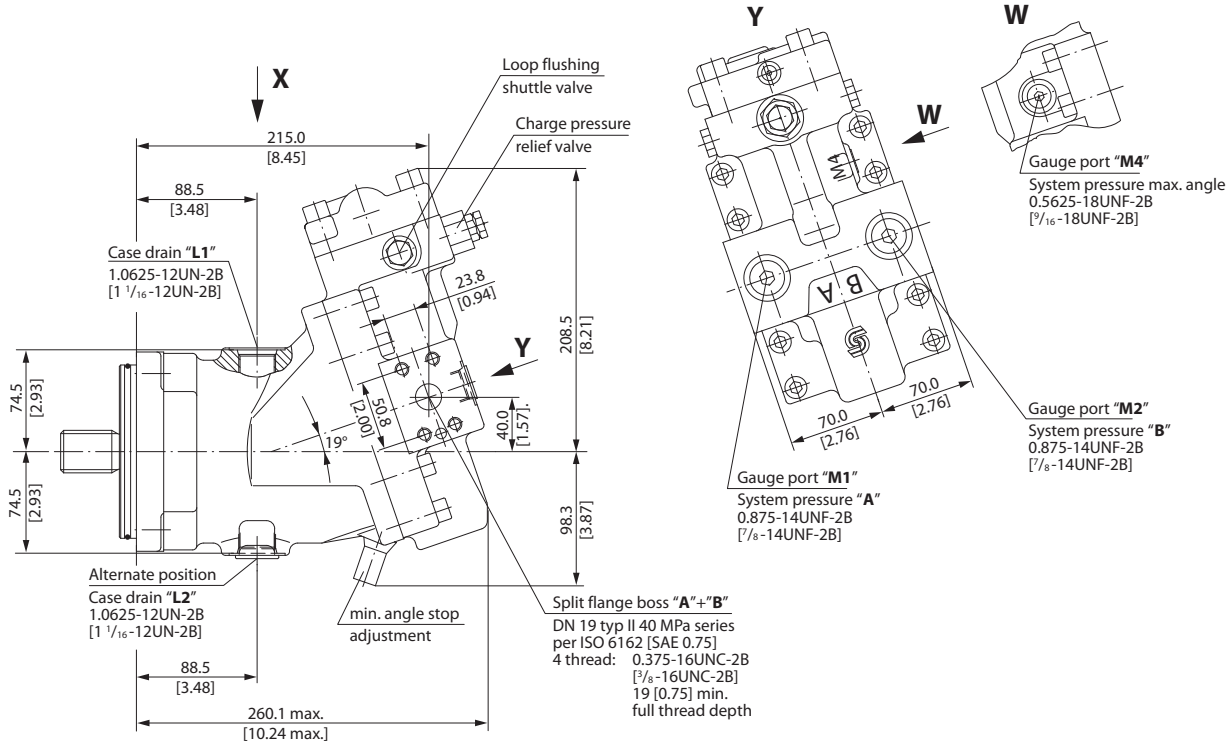 X
215.0
[8.45]
88.5
[3.48]
Case drain "L1"
1.0625-12UN-2B
[1 1/16-12UN-2B]
Loop flushing
shuttle valve
Charge pressure
relief valve
23.8
[0.94]
208.5
[8.21]
Y
74.5
[2.93]
50.8
[2.00]
19°
40.0
[1.57].
74.5
[2.93]
98.3
[3.87]
Alternate position
Case drain "L2"
1.0625-12UN-2B
[1 1/16-12UN-2B]
min. angle stop
adjustment
88.5
[3.48]
260.1 max.
[10.24 max.]
Split flange boss "A"+"B"
DN 19 typ II 40 MPa series
per ISO 6162 [SAE 0.75]
4 thread: 0.375-16UNC-2B
[3/8-16UNC-2B]
19 [0.75] min.
full thread depth
Y
W
M4
B A
70.0
[2.76]
70.0
[2.76]
Gauge port "M1"
System pressure "A"
0.875-14UNF-2B
[7/8-14UNF-2B]
Gauge port "M2"
System pressure "B"
0.875-14UNF-2B
[7/8-14UNF-2B]
W
Gauge port "M4"
System pressure max. angle
0.5625-18UNF-2B
[9/16-18UNF-2B]